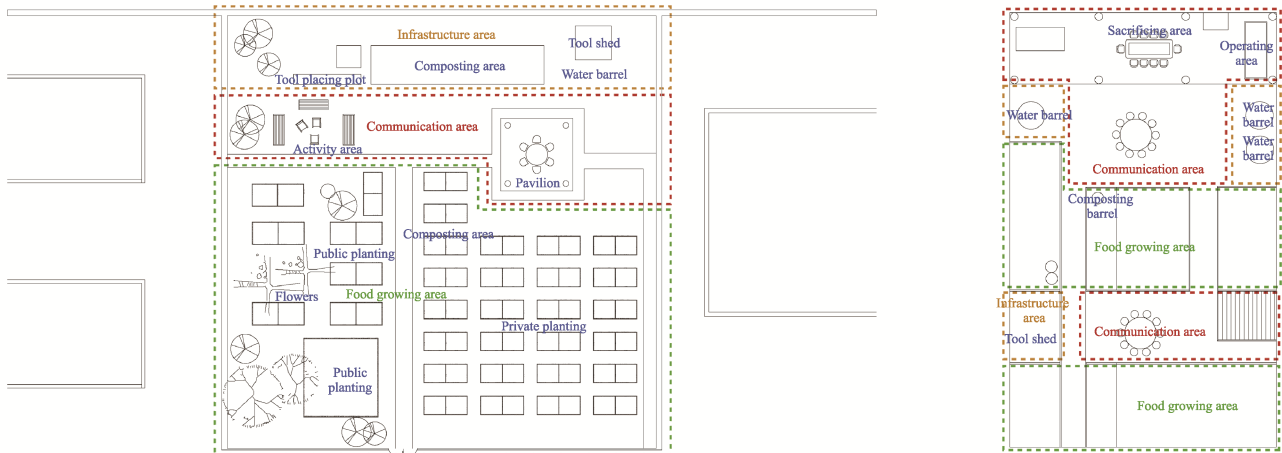 Infrastructure area
Tool shed
Composting area
Water barrel
Tool placing plot
Communication area
Activity area
Pavilion
Composting area
Public planting
Flowers
Food growing area
Private planting
Public
planting
Sacrificing area
Operating
area
Water barrel
Water
barrel
Water
barrel
Communication area
Composting
barrel
Food growing area
Infrastructure
area
Tool shed
Communication area
Food growing area